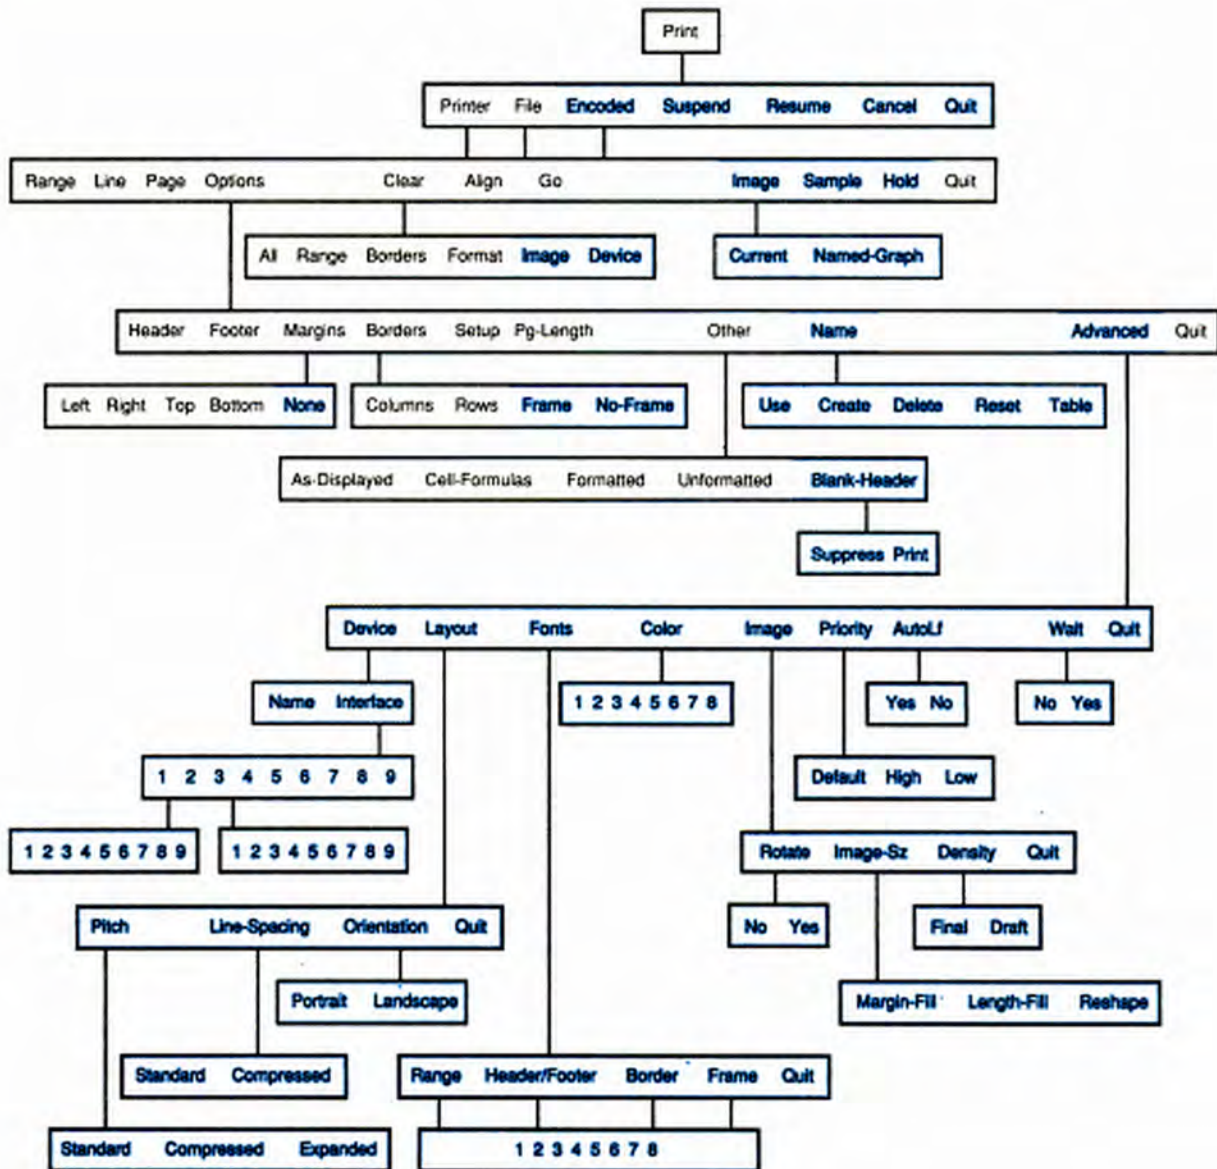 Print
Printer File Encoded Suspend Resume Cancel Quit
Range Line Page Options Clear Align Go Image Sample Hold Quit
All Range Borders Format Image Device
Current Named-Graph
Header Footer Margins Borders Setup Pg-Length Other Name Advanced Quit
Left Right Top Bottom None
Columns Rows Frame No-Frame
Use Create Delete Reset Table
As-Displayed Cell-Formulas Formatted Unformatted Blank-Header
Suppress Print
Device Layout Fonts Color Image Priority AutoLf Wait Quit
Name Interface
1 2 3 4 5 6 7 8
Yes No
No Yes
1 2 3 4 5 6 7 8 9
Default High Low
1 2 3 4 5 6 7 8 9
1 2 3 4 5 6 7 8 9
Rotate Image-Sz Density Quit
Pitch Line-Spacing Orientation Quit
No Yes
Final Draft
Portrait Landscape
Margin-Fill Length-Fill Reshape
Standard Compressed
Range Header/Footer Border Frame Quit
Standard Compressed Expanded
1 2 3 4 5 6 7 8